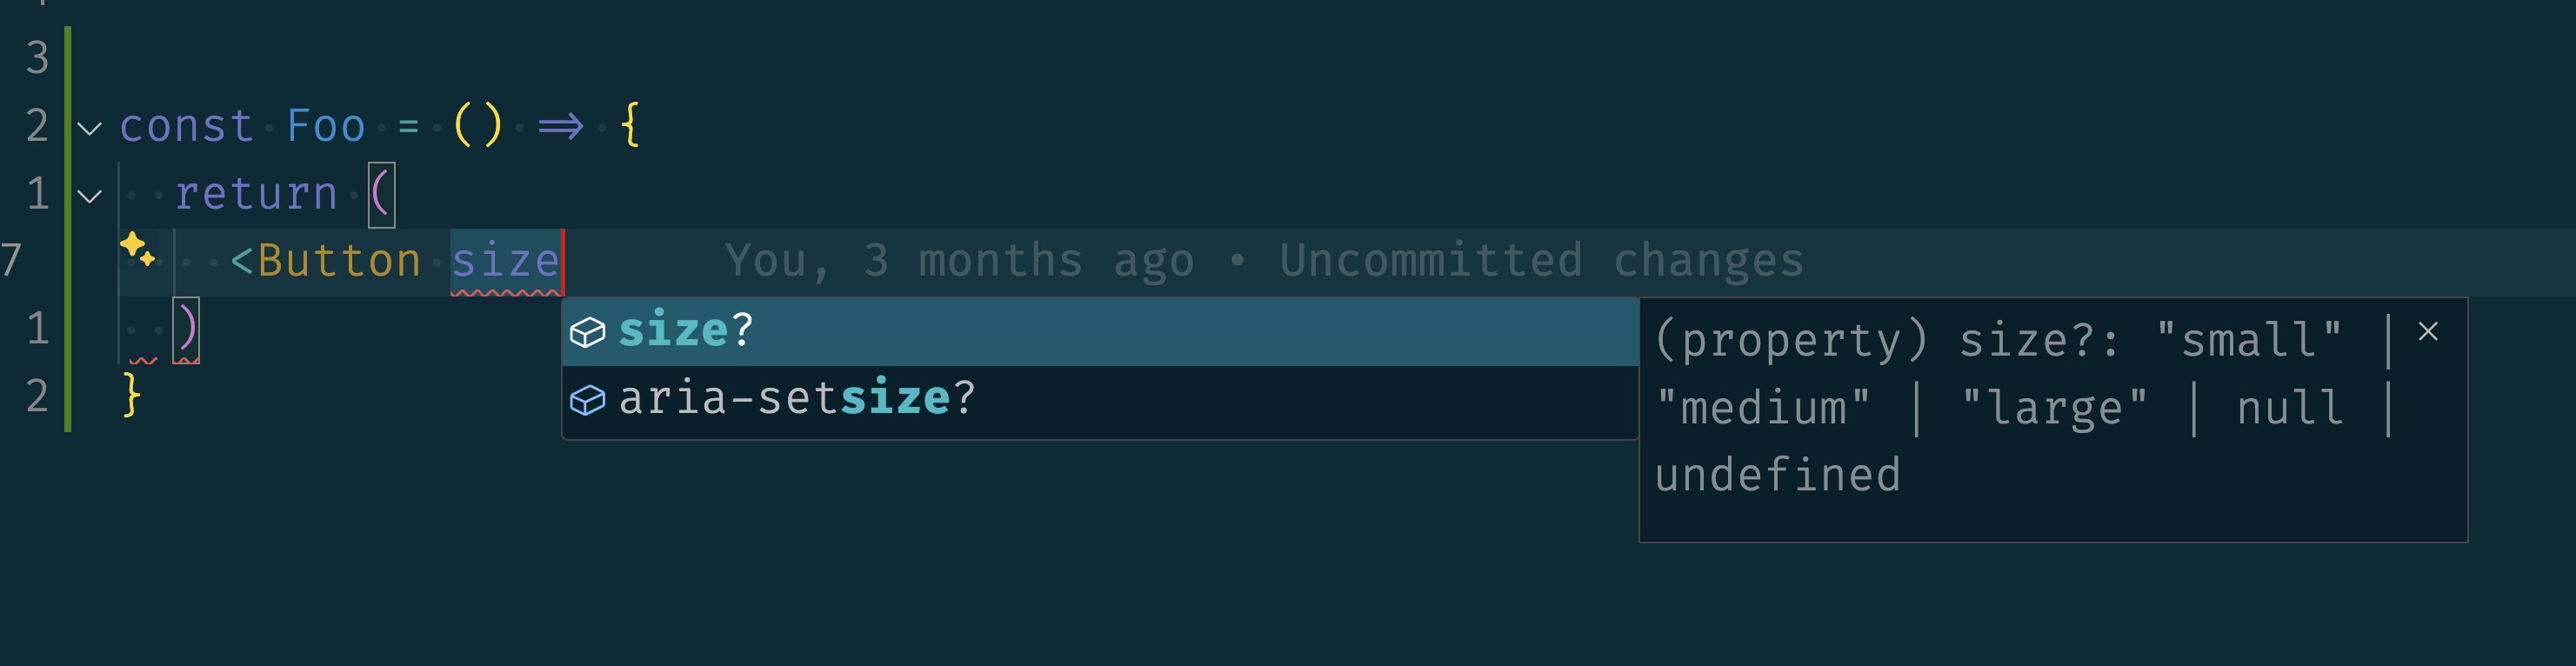 3
2 const Foo = () => {
1 return (
7 <Button size You, 3 months ago • Uncommitted changes
1 )
2 }
size?
aria-setsize?
(property) size?: "small" |
"medium" | "large" | null |
undefined